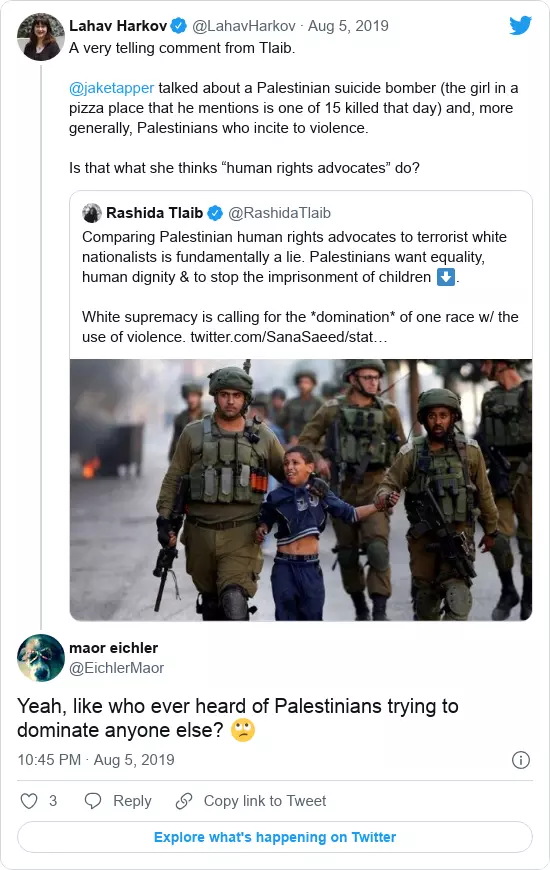 Lahav Harkov @LahavHarkov · Aug 5, 2019
A very telling comment from Tlaib.
@jaketapper talked about a Palestinian suicide bomber (the girl in a
pizza place that he mentions is one of 15 killed that day) and, more
generally, Palestinians who incite to violence.
Is that what she thinks “human rights advocates” do?
Rashida Tlaib @RashidaTlaib
Comparing Palestinian human rights advocates to terrorist white
nationalists is fundamentally a lie. Palestinians want equality,
human dignity & to stop the imprisonment of children ⬇️.
White supremacy is calling for the *domination* of one race w/ the
use of violence. twitter.com/SanaSaeed/stat…
maor eichler
@EichlerMaor
Yeah, like who ever heard of Palestinians trying to
dominate anyone else? 🙄
10:45 PM · Aug 5, 2019
3 Reply Copy link to Tweet
Explore what's happening on Twitter